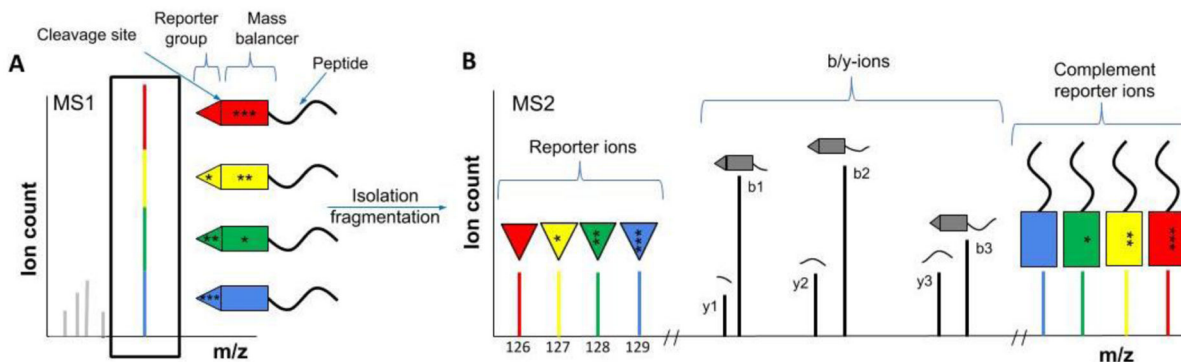 A
MS1
Cleavage site
Reporter
group
Mass
balancer
Peptide
***
* **
** *
***
Ion count
m/z
Isolation
fragmentation
B
MS2
Reporter ions
b/y-ions
Complement
reporter ions
*
**
***
*
**
***
b1
b2
b3
y1
y2
y3
126 127 128 129
Ion count
m/z